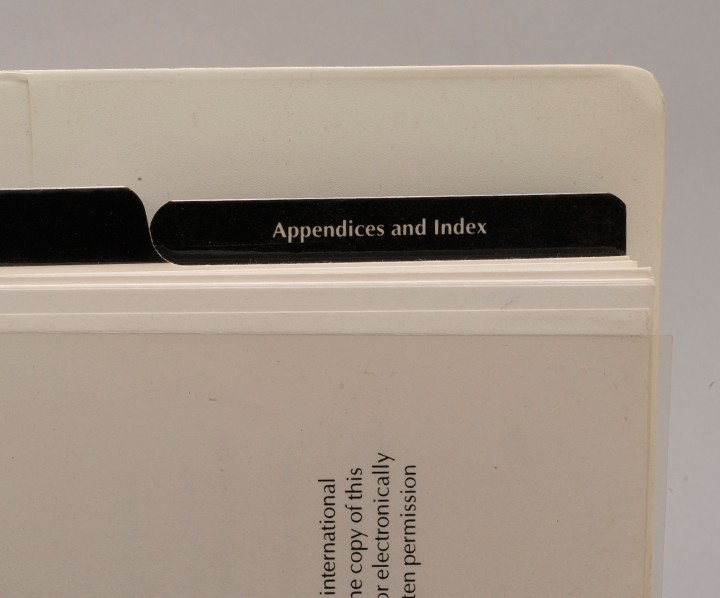 Appendices and Index
international
copy of this
or electronically
permission